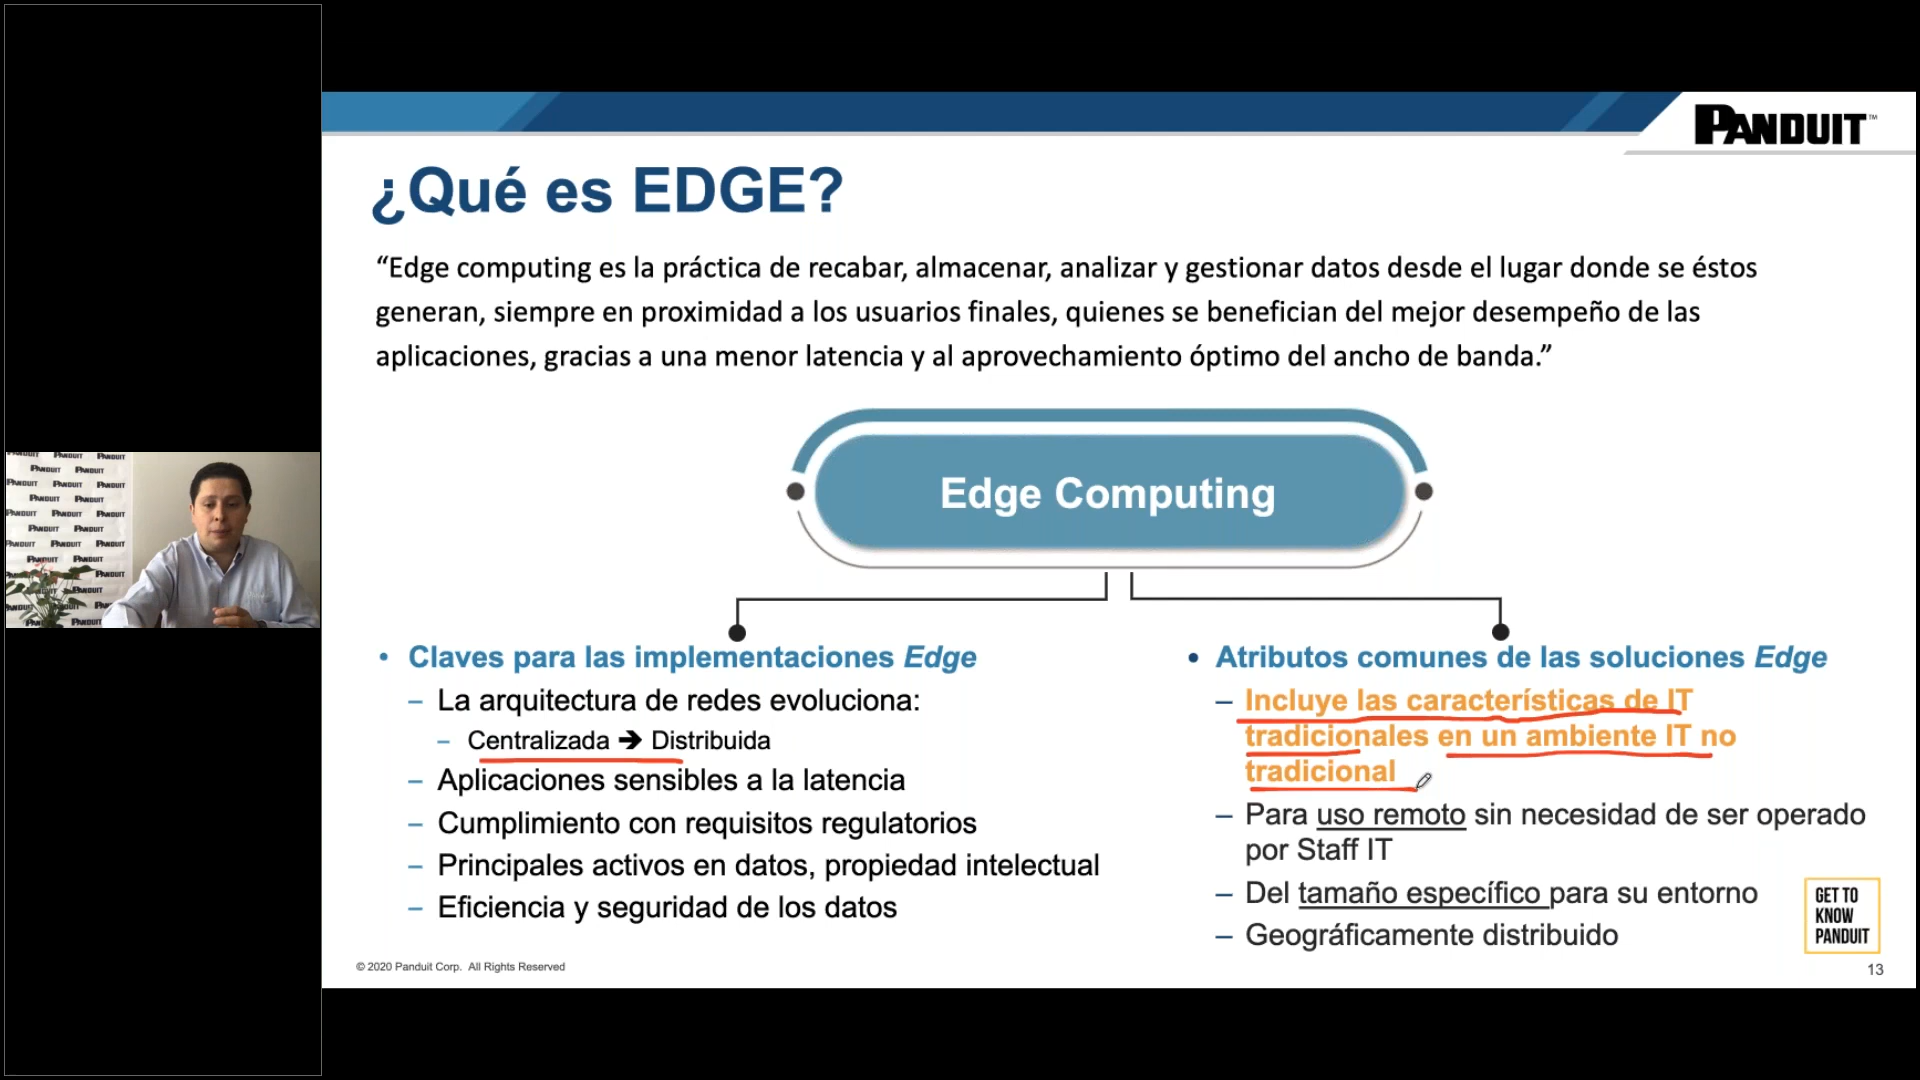 PANDUIT™
¿Qué es EDGE?
“Edge computing es la práctica de recabar, almacenar, analizar y gestionar datos desde el lugar donde se éstos
generan, siempre en proximidad a los usuarios finales, quienes se benefician del mejor desempeño de las
aplicaciones, gracias a una menor latencia y al aprovechamiento óptimo del ancho de banda.”
Edge Computing
• Claves para las implementaciones Edge
– La arquitectura de redes evoluciona:
– Centralizada ➔ Distribuida
– Aplicaciones sensibles a la latencia
– Cumplimiento con requisitos regulatorios
– Principales activos en datos, propiedad intelectual
– Eficiencia y seguridad de los datos
• Atributos comunes de las soluciones Edge
– Incluye las características de IT
tradicionales en un ambiente IT no
tradicional
– Para uso remoto sin necesidad de ser operado
por Staff IT
– Del tamaño específico para su entorno
– Geográficamente distribuido
GET TO
KNOW
PANDUIT
© 2020 Panduit Corp. All Rights Reserved
13